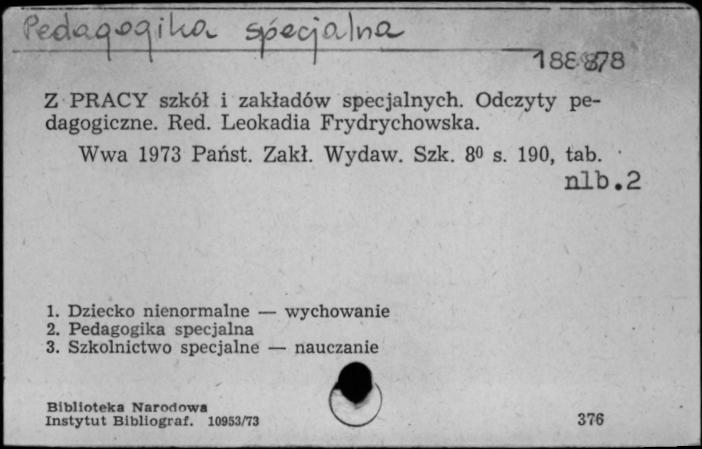 Pedagogika specjalna
Z PRACY szkół i zakładów specjalnych. Odczyty pe-
dagogiczne. Red. Leokadia Frydrychowska.
Wwa 1973 Państ. Zakł. Wydaw. Szk. 8⁰ s. 190, tab.
nlb.2
1. Dziecko nienormalne — wychowanie
2. Pedagogika specjalna
3. Szkolnictwo specjalne — nauczanie
Biblioteka Narodowa
Instytut Bibliograf. 10953/73
376